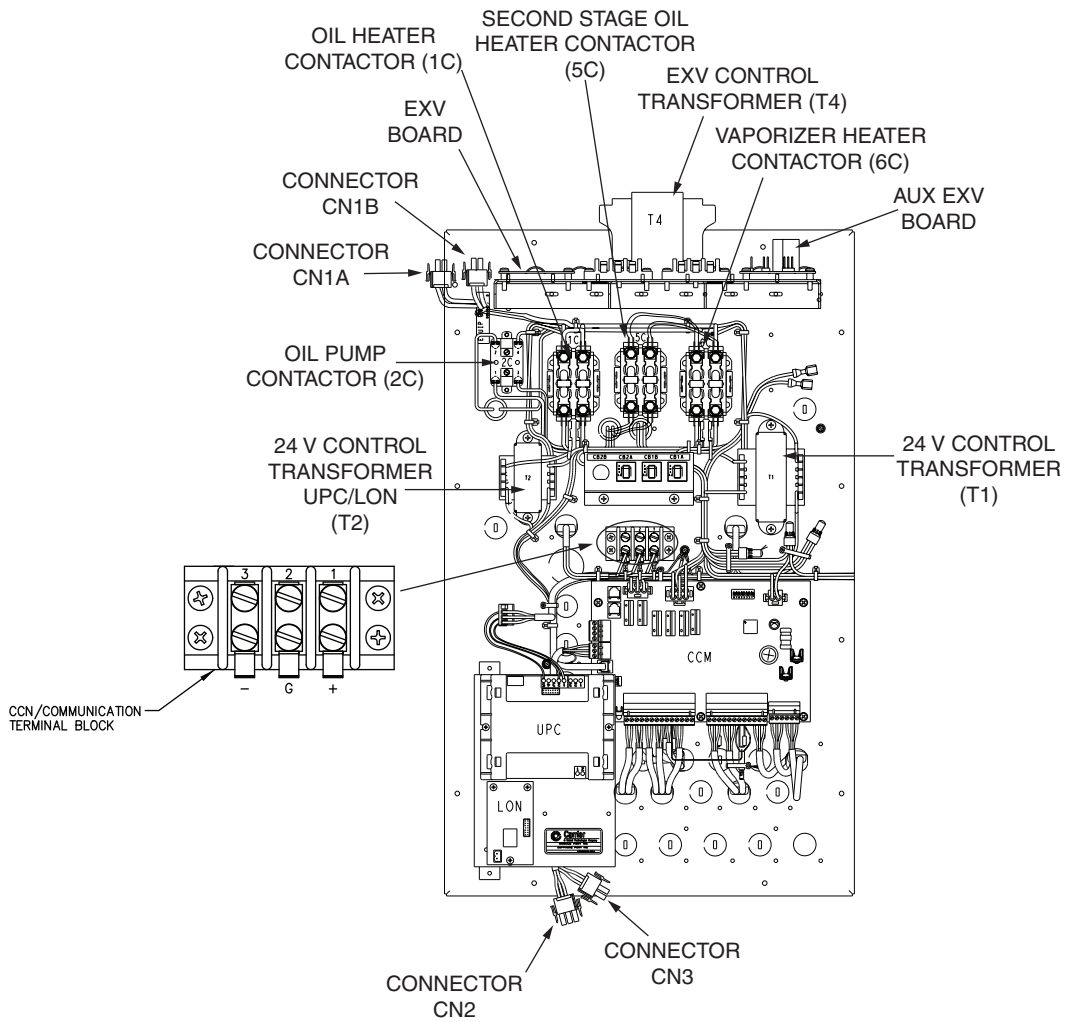 SECOND STAGE OIL
HEATER CONTACTOR
(5C)
OIL HEATER
CONTACTOR (1C)
EXV CONTROL
TRANSFORMER (T4)
EXV
BOARD
VAPORIZER HEATER
CONTACTOR (6C)
CONNECTOR
CN1B
AUX EXV
BOARD
CONNECTOR
CN1A
T4
1C
5C
2C
OIL PUMP
CONTACTOR (2C)
24 V CONTROL
TRANSFORMER
UPC/LON
(T2)
24 V CONTROL
TRANSFORMER
(T1)
CB2B
CB2A
CB1B
CB1A
T2
T1
3
2
1
-
G
+
CCN/COMMUNICATION
TERMINAL BLOCK
CCM
UPC
LON
Carrier
CONNECTOR
CN3
CONNECTOR
CN2